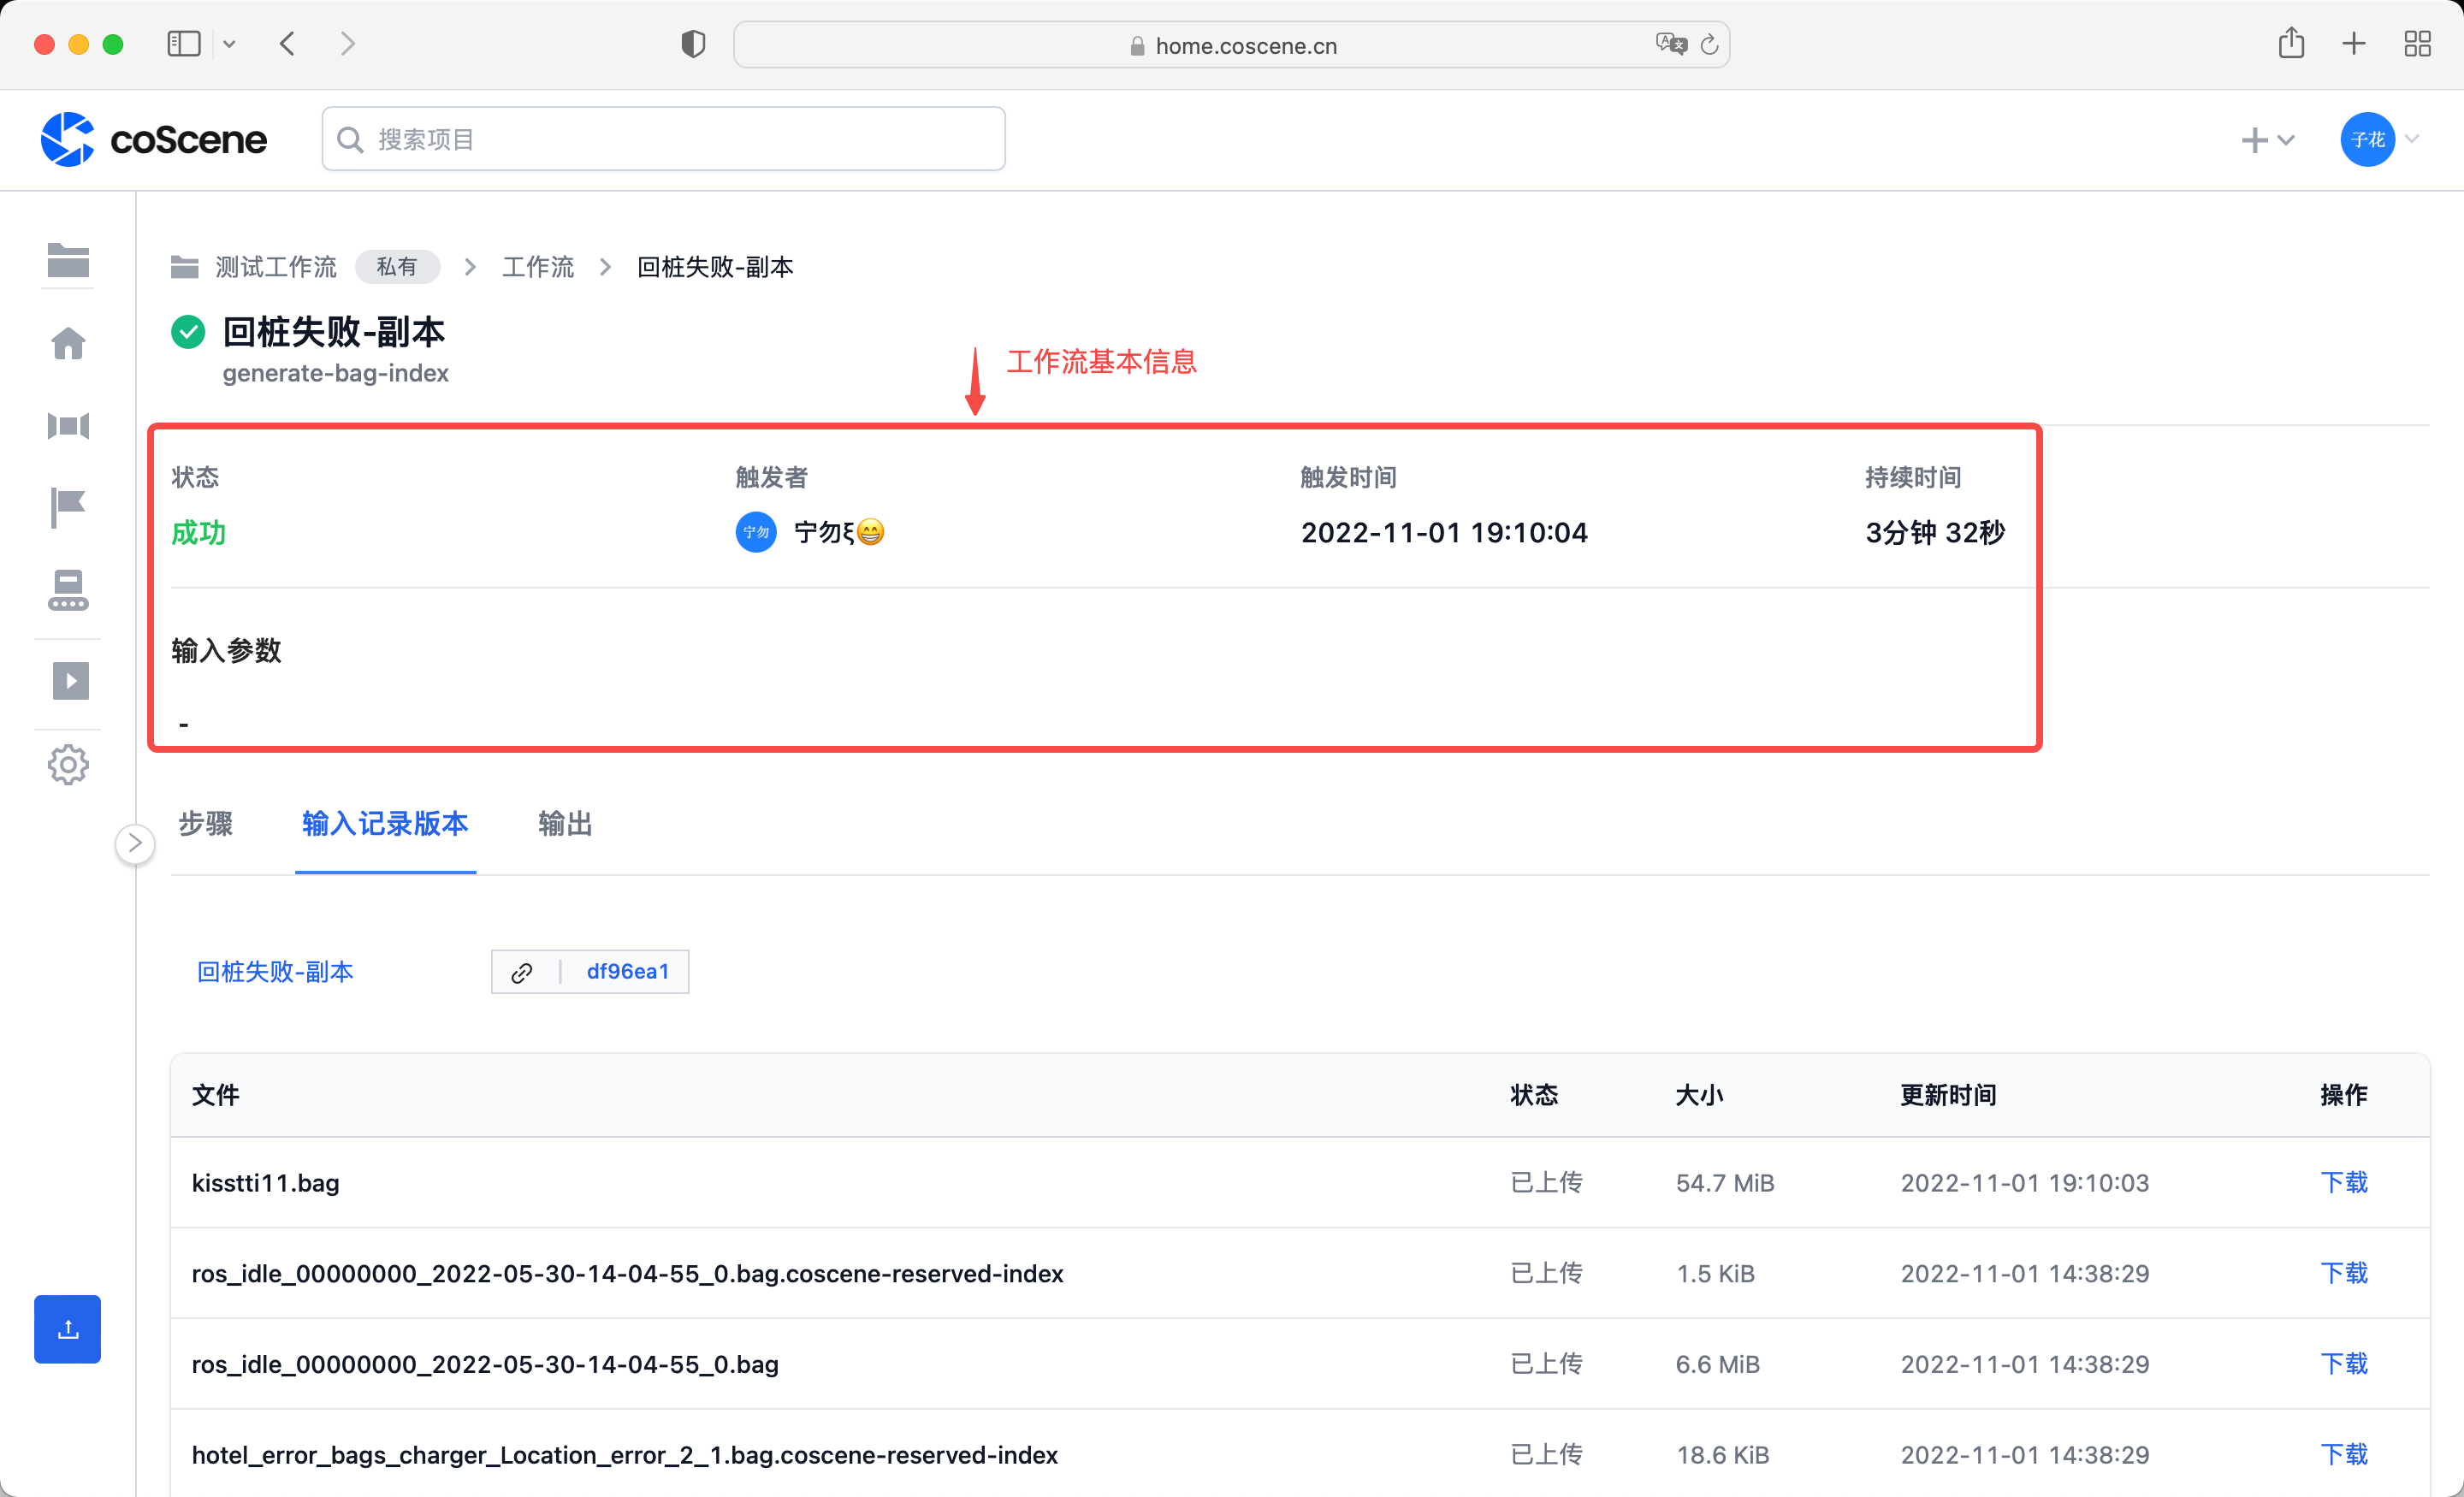 home.coscene.cn
coScene
搜索项目
子花
测试工作流 私有 工作流 回桩失败-副本
回桩失败-副本
generate-bag-index
工作流基本信息
状态 触发者 触发时间 持续时间
成功 宁勿 宁勿ξ😁 2022-11-01 19:10:04 3分钟 32秒
输入参数
-
步骤 输入记录版本 输出
回桩失败-副本 df96ea1
文件 状态 大小 更新时间 操作
kisstti11.bag 已上传 54.7 MiB 2022-11-01 19:10:03 下载
ros_idle_00000000_2022-05-30-14-04-55_0.bag.coscene-reserved-index 已上传 1.5 KiB 2022-11-01 14:38:29 下载
ros_idle_00000000_2022-05-30-14-04-55_0.bag 已上传 6.6 MiB 2022-11-01 14:38:29 下载
hotel_error_bags_charger_Location_error_2_1.bag.coscene-reserved-index 已上传 18.6 KiB 2022-11-01 14:38:29 下载